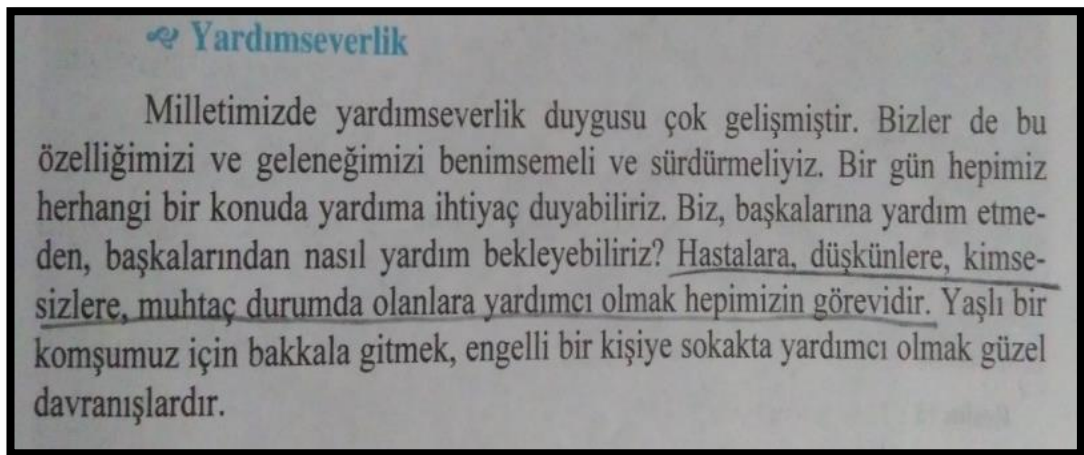 Yardımseverlik
Milletimizde yardımseverlik duygusu çok gelişmiştir. Bizler de bu
özelliğimizi ve geleneğimizi benimsemeli ve sürdürmeliyiz. Bir gün hepimiz
herhangi bir konuda yardıma ihtiyaç duyabiliriz. Biz, başkalarına yardım etme-
den, başkalarından nasıl yardım bekleyebiliriz? Hastalara, düşkünlere, kimse-
sizlere, muhtaç durumda olanlara yardımcı olmak hepimizin görevidir. Yaşlı bir
komşumuz için bakkala gitmek, engelli bir kişiye sokakta yardımcı olmak güzel
davranışlardır.